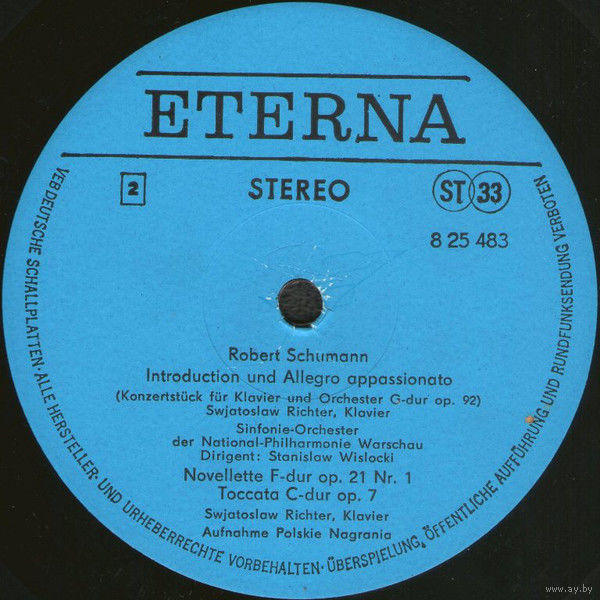 ETERNA
2
STEREO
ST 33
8 25 483
Robert Schumann
Introduction und Allegro appassionato
(Konzertstück für Klavier und Orchester G-dur op. 92)
Swjatoslaw Richter, Klavier
Sinfonie-Orchester
der National-Philharmonie Warschau
Dirigent: Stanislaw Wislocki
Novellette F-dur op. 21 Nr. 1
Toccata C-dur op. 7
Swjatoslaw Richter, Klavier
Aufnahme Polskie Nagrania
VEB DEUTSCHE SCHALLPLATTEN · ALLE HERSTELLER- UND URHEBERRECHTE VORBEHALTEN · ÜBERSPIELUNG, ÖFFENTLICHE AUFFÜHRUNG UND RUNDFUNKSENDUNG VERBOTEN
www.ay.by